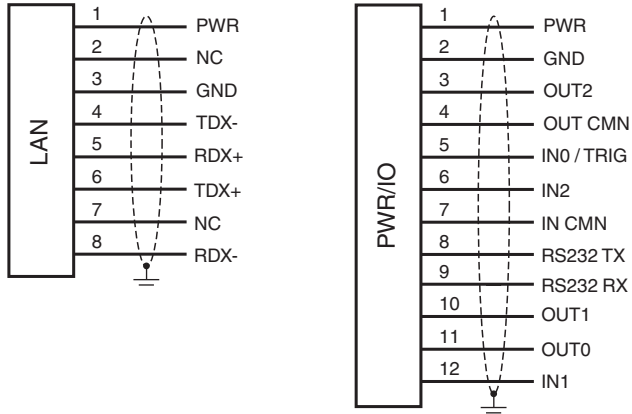 LAN
1 PWR
2 NC
3 GND
4 TDX-
5 RDX+
6 TDX+
7 NC
8 RDX-
PWR/IO
1 PWR
2 GND
3 OUT2
4 OUT CMN
5 IN0 / TRIG
6 IN2
7 IN CMN
8 RS232 TX
9 RS232 RX
10 OUT1
11 OUT0
12 IN1